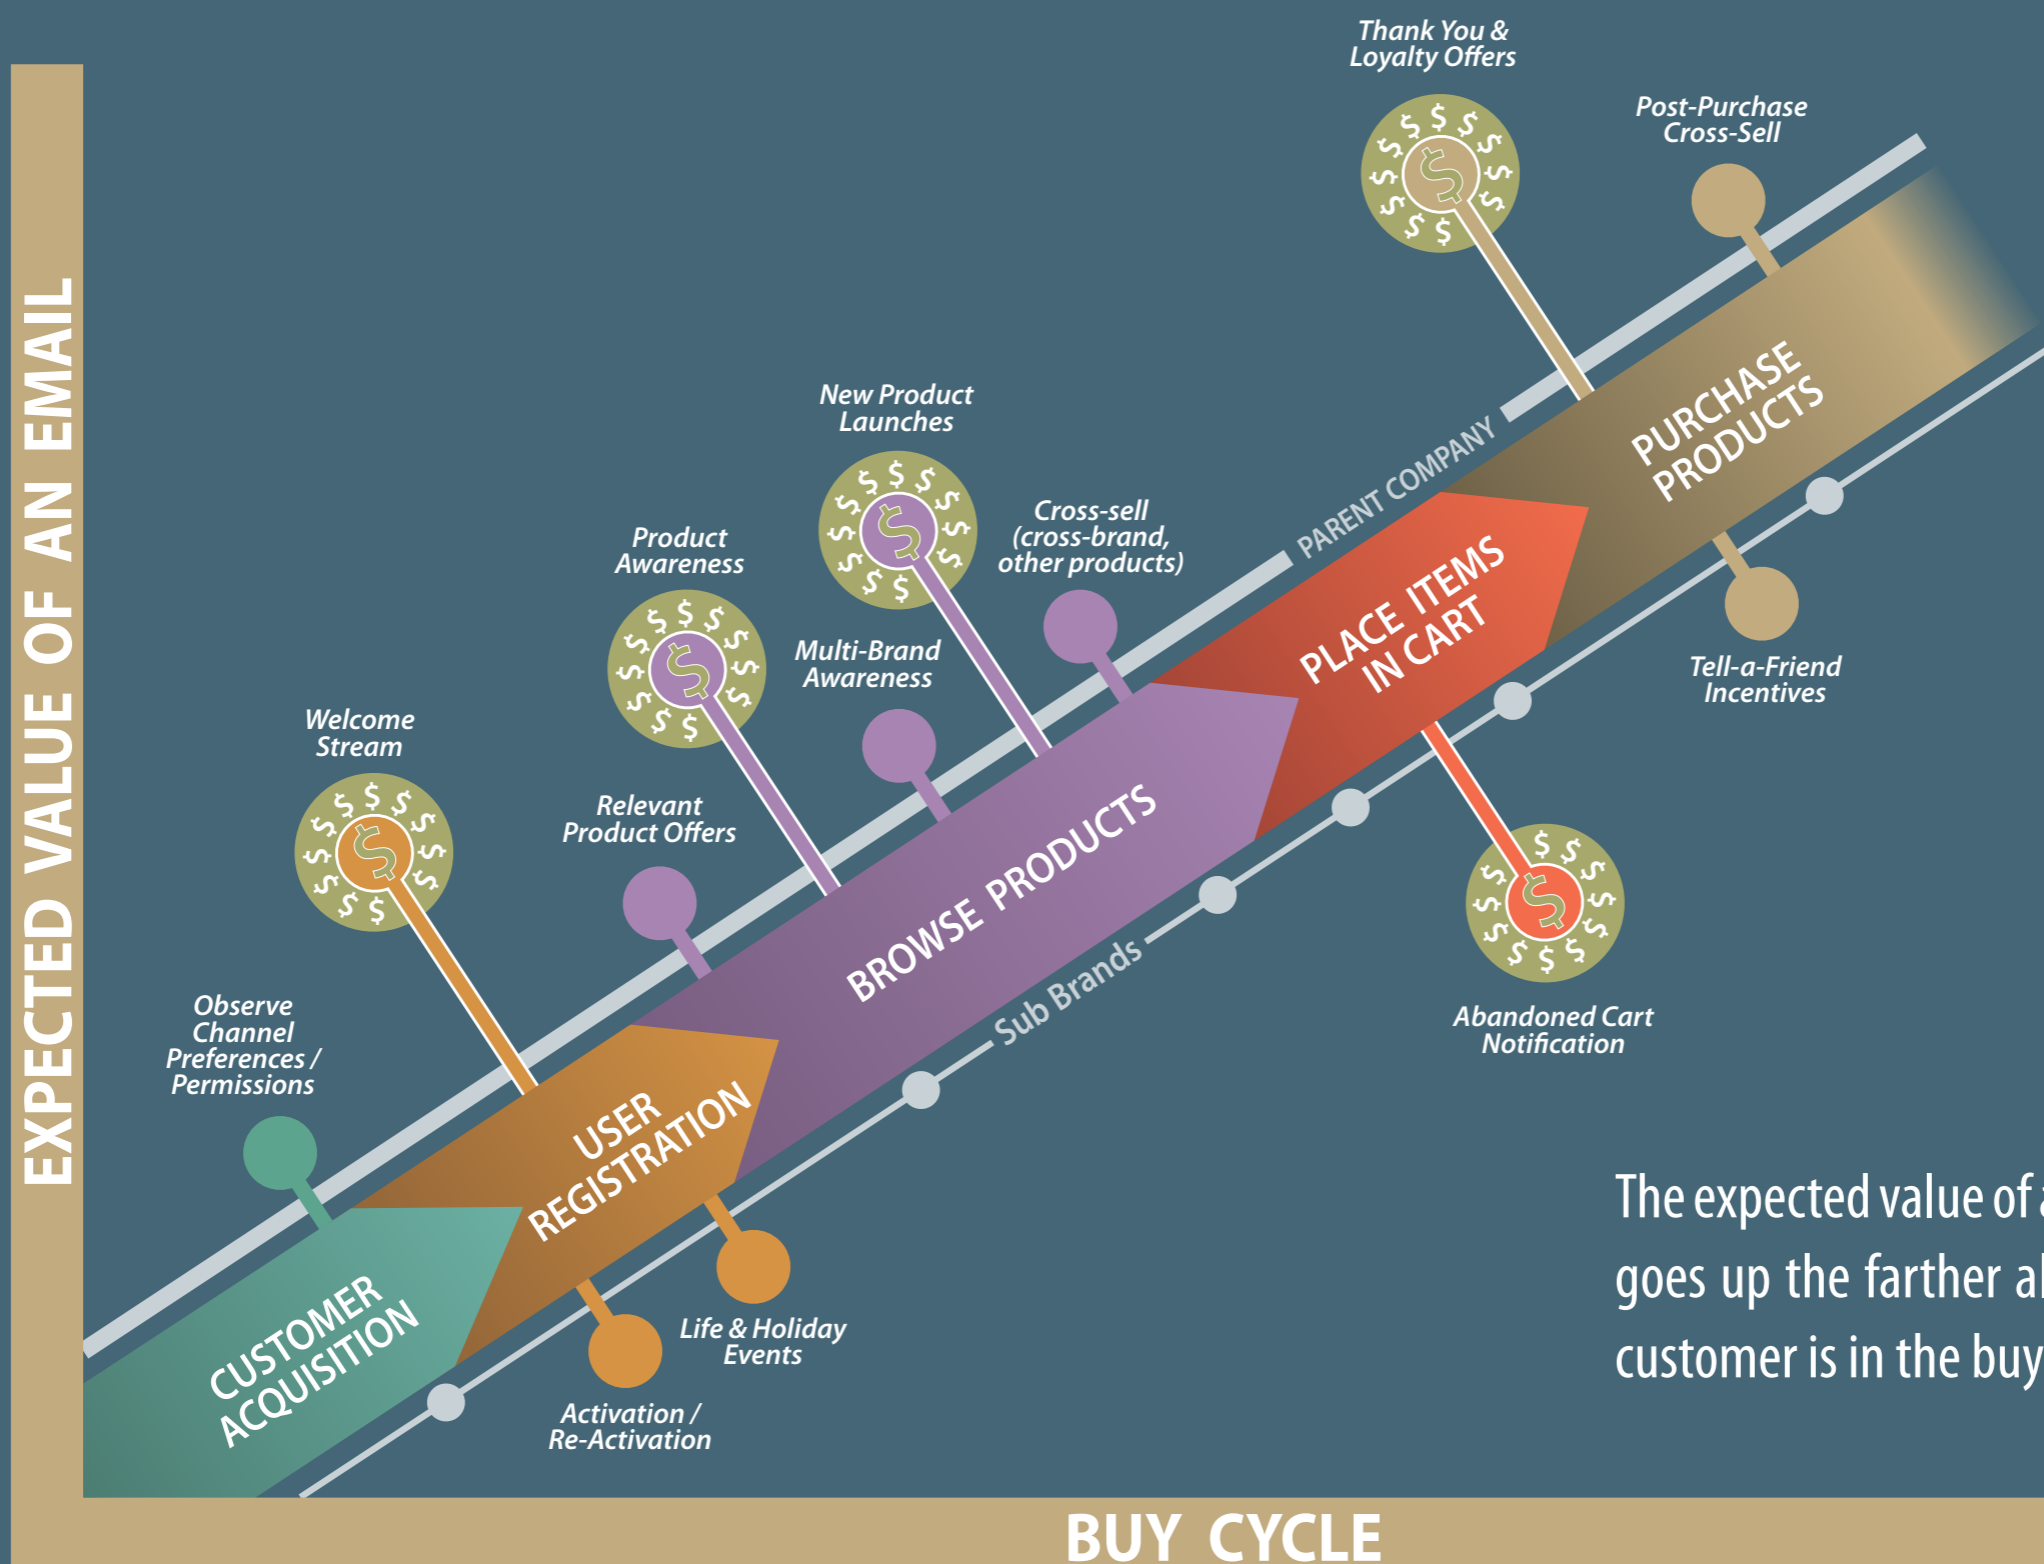 Thank You &
Loyalty Offers
Post-Purchase
Cross-Sell
EXPECTED VALUE OF AN EMAIL
New Product
Launches
Cross-sell
(cross-brand,
other products)
PARENT COMPANY
PURCHASE
PRODUCTS
Product
Awareness
Multi-Brand
Awareness
PLACE ITEMS
IN CART
Tell-a-Friend
Incentives
Welcome
Stream
Relevant
Product Offers
BROWSE PRODUCTS
Sub Brands
Abandoned Cart
Notification
Observe
Channel
Preferences /
Permissions
USER
REGISTRATION
Life & Holiday
Events
CUSTOMER
ACQUISITION
Activation /
Re-Activation
The expected value of
goes up the farther
customer is in the buy
BUY CYCLE